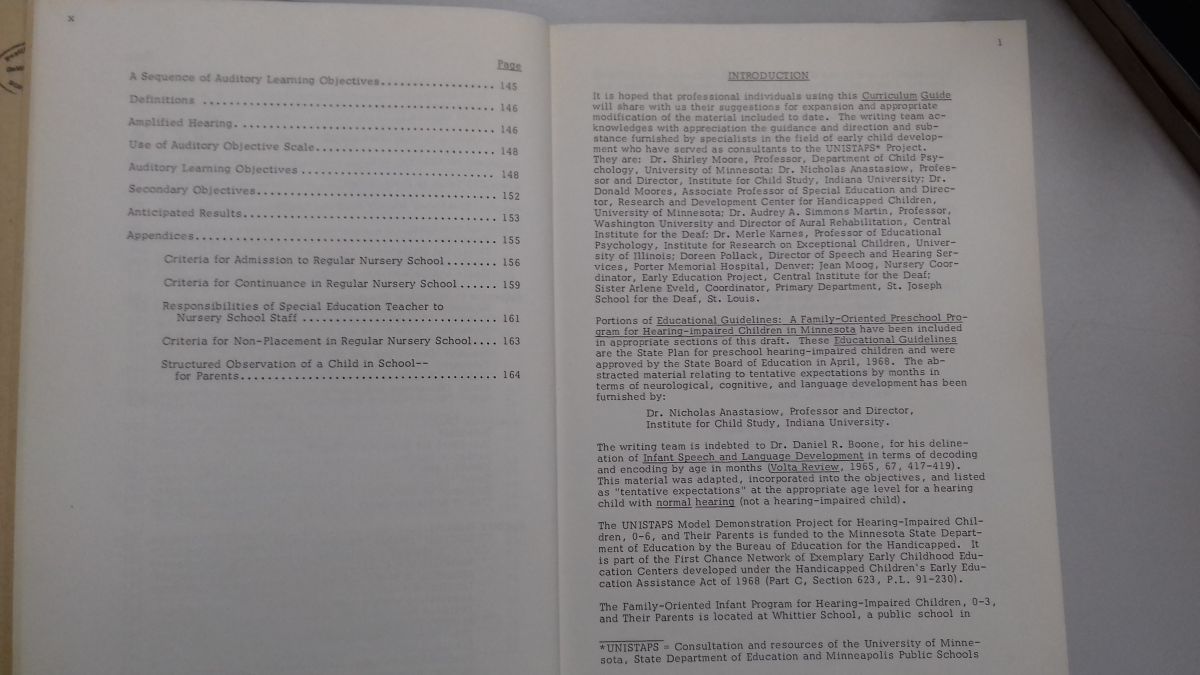 x
Page
A Sequence of Auditory Learning Objectives................. 145
Definitions ............................................. 146
Amplified Hearing........................................ 146
Use of Auditory Objective Scale........................... 148
Auditory Learning Objectives .............................. 148
Secondary Objectives..................................... 152
Anticipated Results....................................... 153
Appendices.............................................. 155
Criteria for Admission to Regular Nursery School ........ 156
Criteria for Continuance in Regular Nursery School ...... 159
Responsibilities of Special Education Teacher to
Nursery School Staff ............................... 161
Criteria for Non-Placement in Regular Nursery School.... 163
Structured Observation of a Child in School--
for Parents......................................... 164
1
INTRODUCTION
It is hoped that professional individuals using this Curriculum Guide
will share with us their suggestions for expansion and appropriate
modification of the material included to date. The writing team ac-
knowledges with appreciation the guidance and direction and sub-
stance furnished by specialists in the field of early child develop-
ment who have served as consultants to the UNISTAPS* Project.
They are: Dr. Shirley Moore, Professor, Department of Child Psy-
chology, University of Minnesota; Dr. Nicholas Anastasiow, Profes-
sor and Director, Institute for Child Study, Indiana University; Dr.
Donald Moores, Associate Professor of Special Education and Direc-
tor, Research and Development Center for Handicapped Children,
University of Minnesota; Dr. Audrey A. Simmons Martin, Professor,
Washington University and Director of Aural Rehabilitation, Central
Institute for the Deaf; Dr. Merle Karnes, Professor of Educational
Psychology, Institute for Research on Exceptional Children, Univer-
sity of Illinois; Doreen Pollack, Director of Speech and Hearing Ser-
vices, Porter Memorial Hospital, Denver; Jean Moog, Nursery Coor-
dinator, Early Education Project, Central Institute of the Deaf;
Sister Arlene Eveld, Coordinator, Primary Department, St. Joseph
School for the Deaf, St. Louis.
Portions of Educational Guidelines: A Family-Oriented Preschool Pro-
gram for Hearing-impaired Children in Minnesota have been included
in appropriate sections of this draft. These Educational Guidelines
are the State Plan for preschool hearing-impaired children and were
approved by the State Board of Education in April, 1968. The ab-
stracted material relating to tentative expectations by months in
terms of neurological, cognitive, and language development has been
furnished by:
Dr. Nicholas Anastasiow, Professor and Director,
Institute for Child Study, Indiana University.
The writing team is indebted to Dr. Daniel R. Boone, for his deline-
ation of Infant Speech and Language Development in terms of decoding
and encoding by age in months (Volta Review, 1965, 67, 417-419).
This material was adapted, incorporated into the objectives, and listed
as "tentative expectations" at the appropriate age level for a hearing
child with normal hearing (not a hearing-impaired child).
The UNISTAPS Model Demonstration Project for Hearing-Impaired Chil-
dren, 0-6, and Their Parents is funded to the Minnesota State Depart-
ment of Education by the Bureau of Education for the Handicapped. It
is part of the First Chance Network of Exemplary Early Childhood Edu-
cation Centers developed under the Handicapped Children's Early Edu-
cation Assistance Act of 1968 (Part C, Section 623, P.L. 91-230).
The Family-Oriented Infant Program for Hearing-Impaired Children, 0-3,
and Their Parents is located at Whittier School, a public school in
*UNISTAPS = Consultation and resources of the University of Minne-
sota, State Department of Education and Minneapolis Public Schools